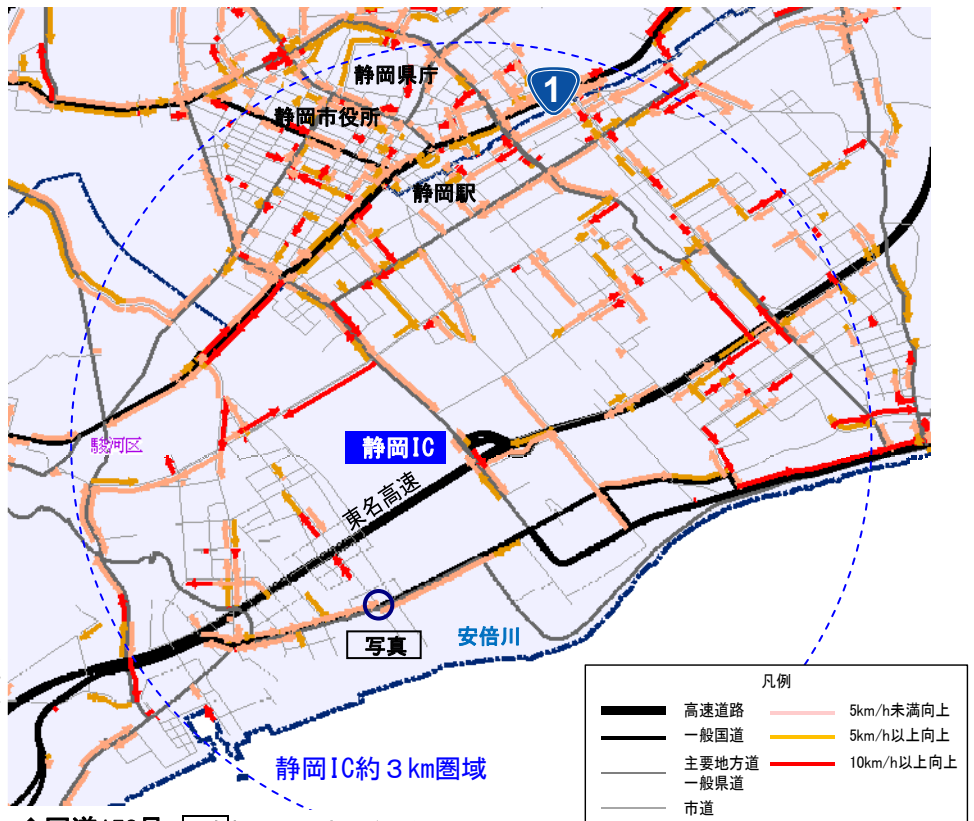 静岡県庁
1
静岡市役所
静岡駅
駿河区
静岡IC
東名高速
写真
安倍川
静岡IC約3km圏域
凡例
高速道路
5km/h未満向上
一般国道
5km/h以上向上
主要地方道
一般県道
10km/h以上向上
市道